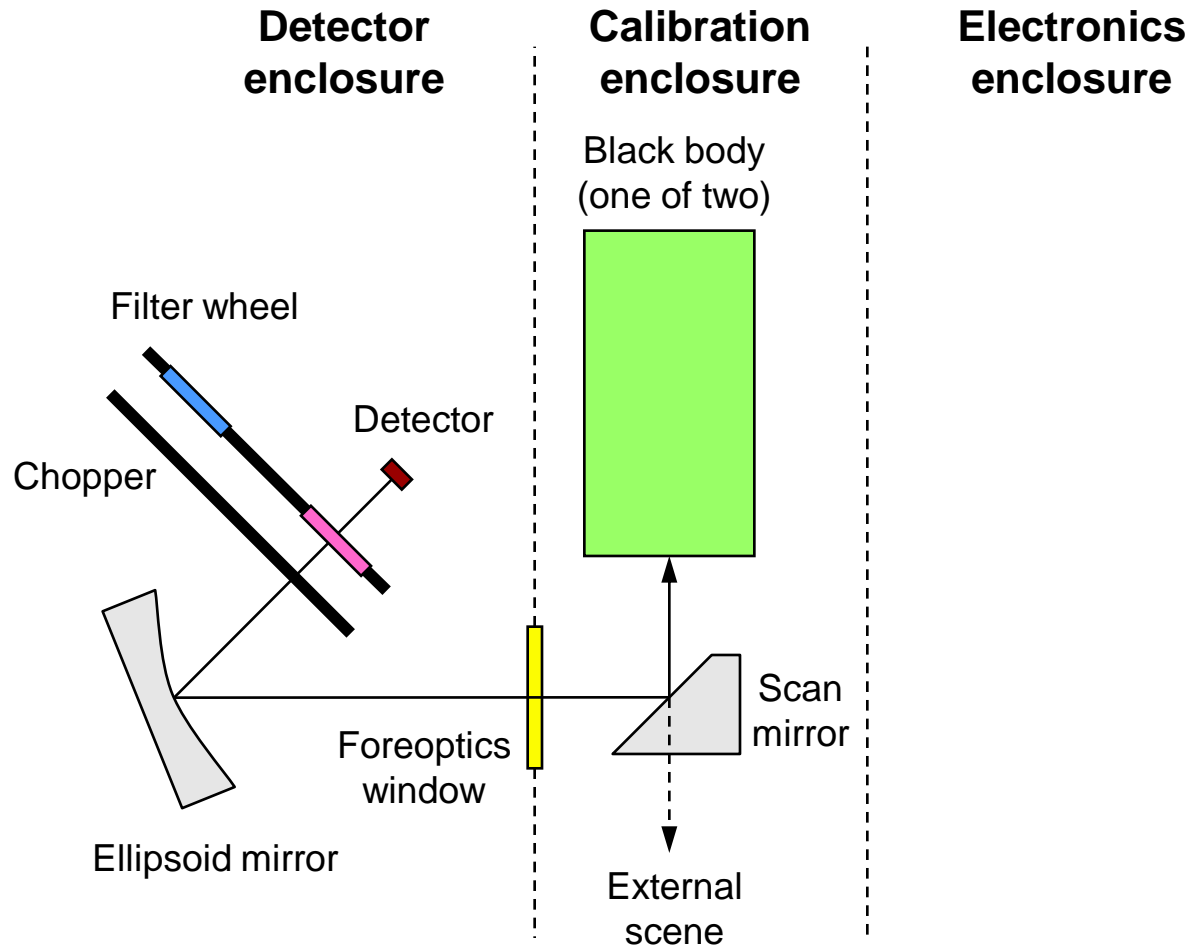 Detector
enclosure
Calibration
enclosure
Electronics
enclosure
Black body
(one of two)
Filter wheel
Detector
Chopper
Scan
mirror
Foreoptics
window
Ellipsoid mirror
External
scene